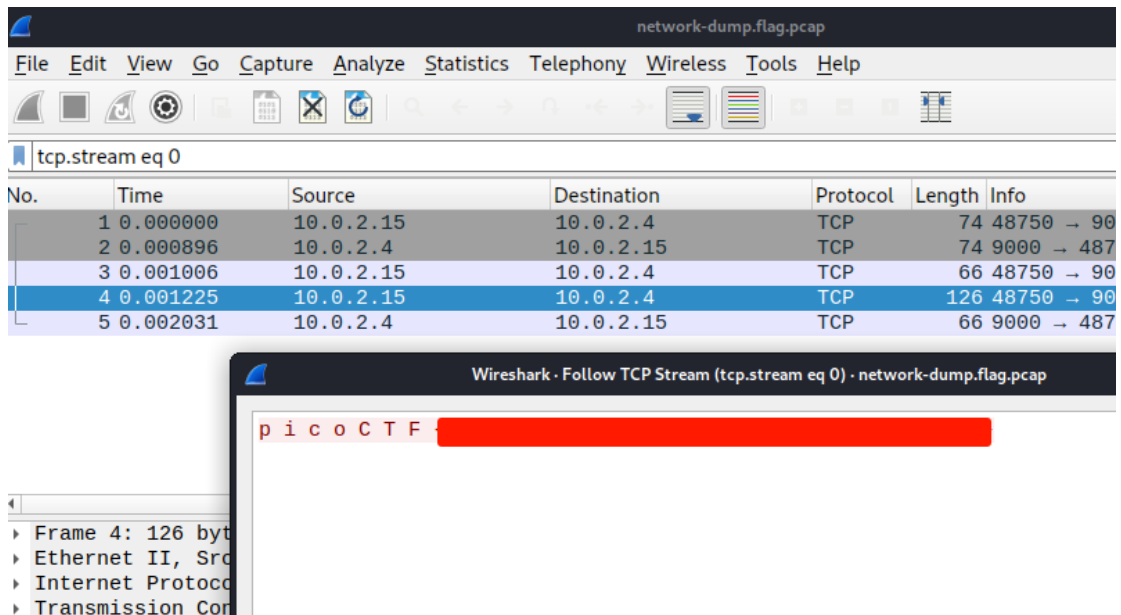 network-dump.flag.pcap
File Edit View Go Capture Analyze Statistics Telephony Wireless Tools Help
tcp.stream eq 0
No. Time Source Destination Protocol Length Info
1 0.000000 10.0.2.15 10.0.2.4 TCP 74 48750 → 90
2 0.000896 10.0.2.4 10.0.2.15 TCP 74 9000 → 487
3 0.001006 10.0.2.15 10.0.2.4 TCP 66 48750 → 90
4 0.001225 10.0.2.15 10.0.2.4 TCP 126 48750 → 90
5 0.002031 10.0.2.4 10.0.2.15 TCP 66 9000 → 487
Wireshark · Follow TCP Stream (tcp.stream eq 0) · network-dump.flag.pcap
p i c o C T F
Frame 4: 126 byt
Ethernet II, Src
Internet Protoco
Transmission Con